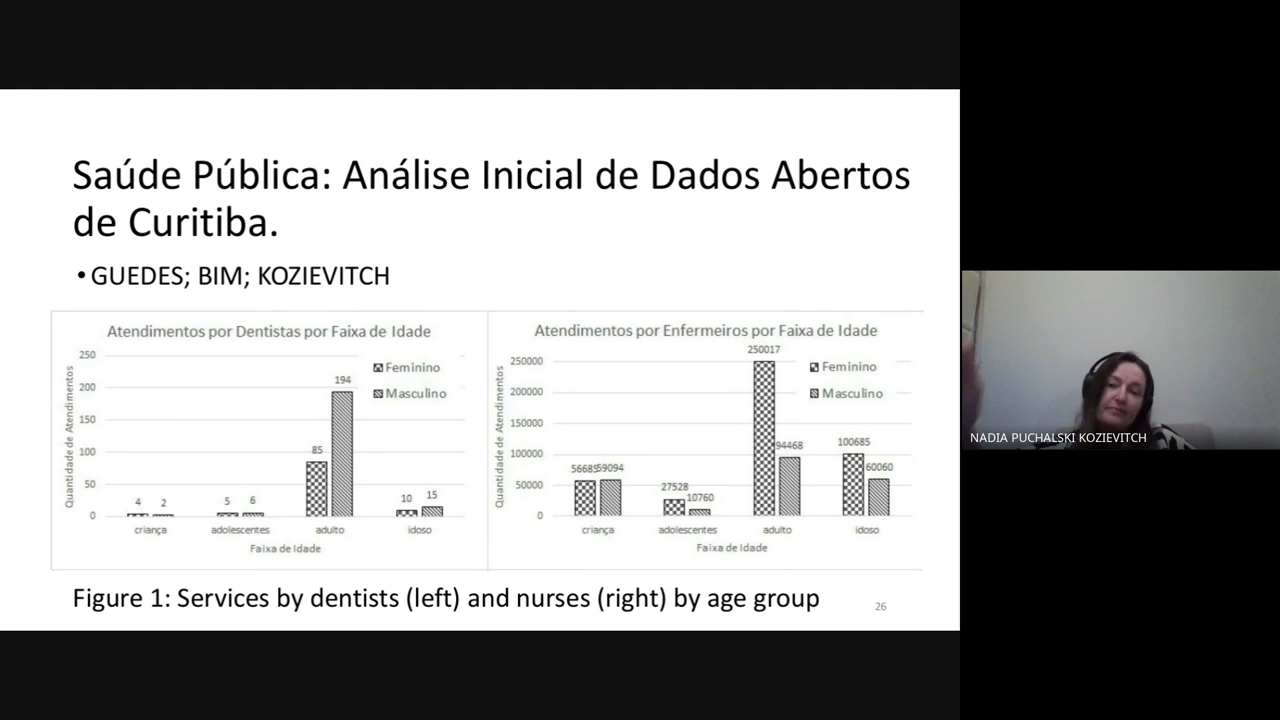 Saúde Pública: Análise Inicial de Dados Abertos
de Curitiba.
• GUEDES; BIM; KOZIEVITCH
Atendimentos por Dentistas por Faixa de Idade
Quantidade de Atendimentos
250
200
150
100
50
0
Feminino
Masculino
4
2
5
6
85
194
10
15
criança
adolescentes
adulto
idoso
Faixa de Idade
Atendimentos por Enfermeiros por Faixa de Idade
Quantidade de Atendimentos
250000
200000
150000
100000
50000
0
Feminino
Masculino
56685
59094
27528
10760
250017
94468
100685
60060
criança
adolescentes
adulto
idoso
Faixa de Idade
Figure 1: Services by dentists (left) and nurses (right) by age group
26
NADIA PUCHALSKI KOZIEVITCH